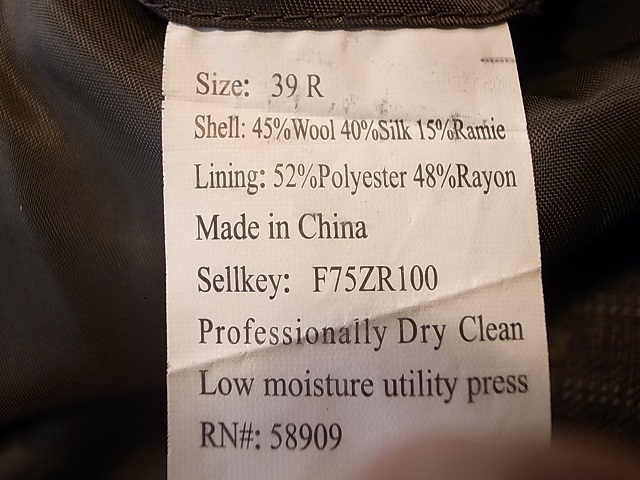 Size: 39 R
Shell: 45%Wool 40%Silk 15%Ramie
Lining: 52%Polyester 48%Rayon
Made in China
Sellkey: F75ZR100
Professionally Dry Clean
Low moisture utility press
RN#: 58909